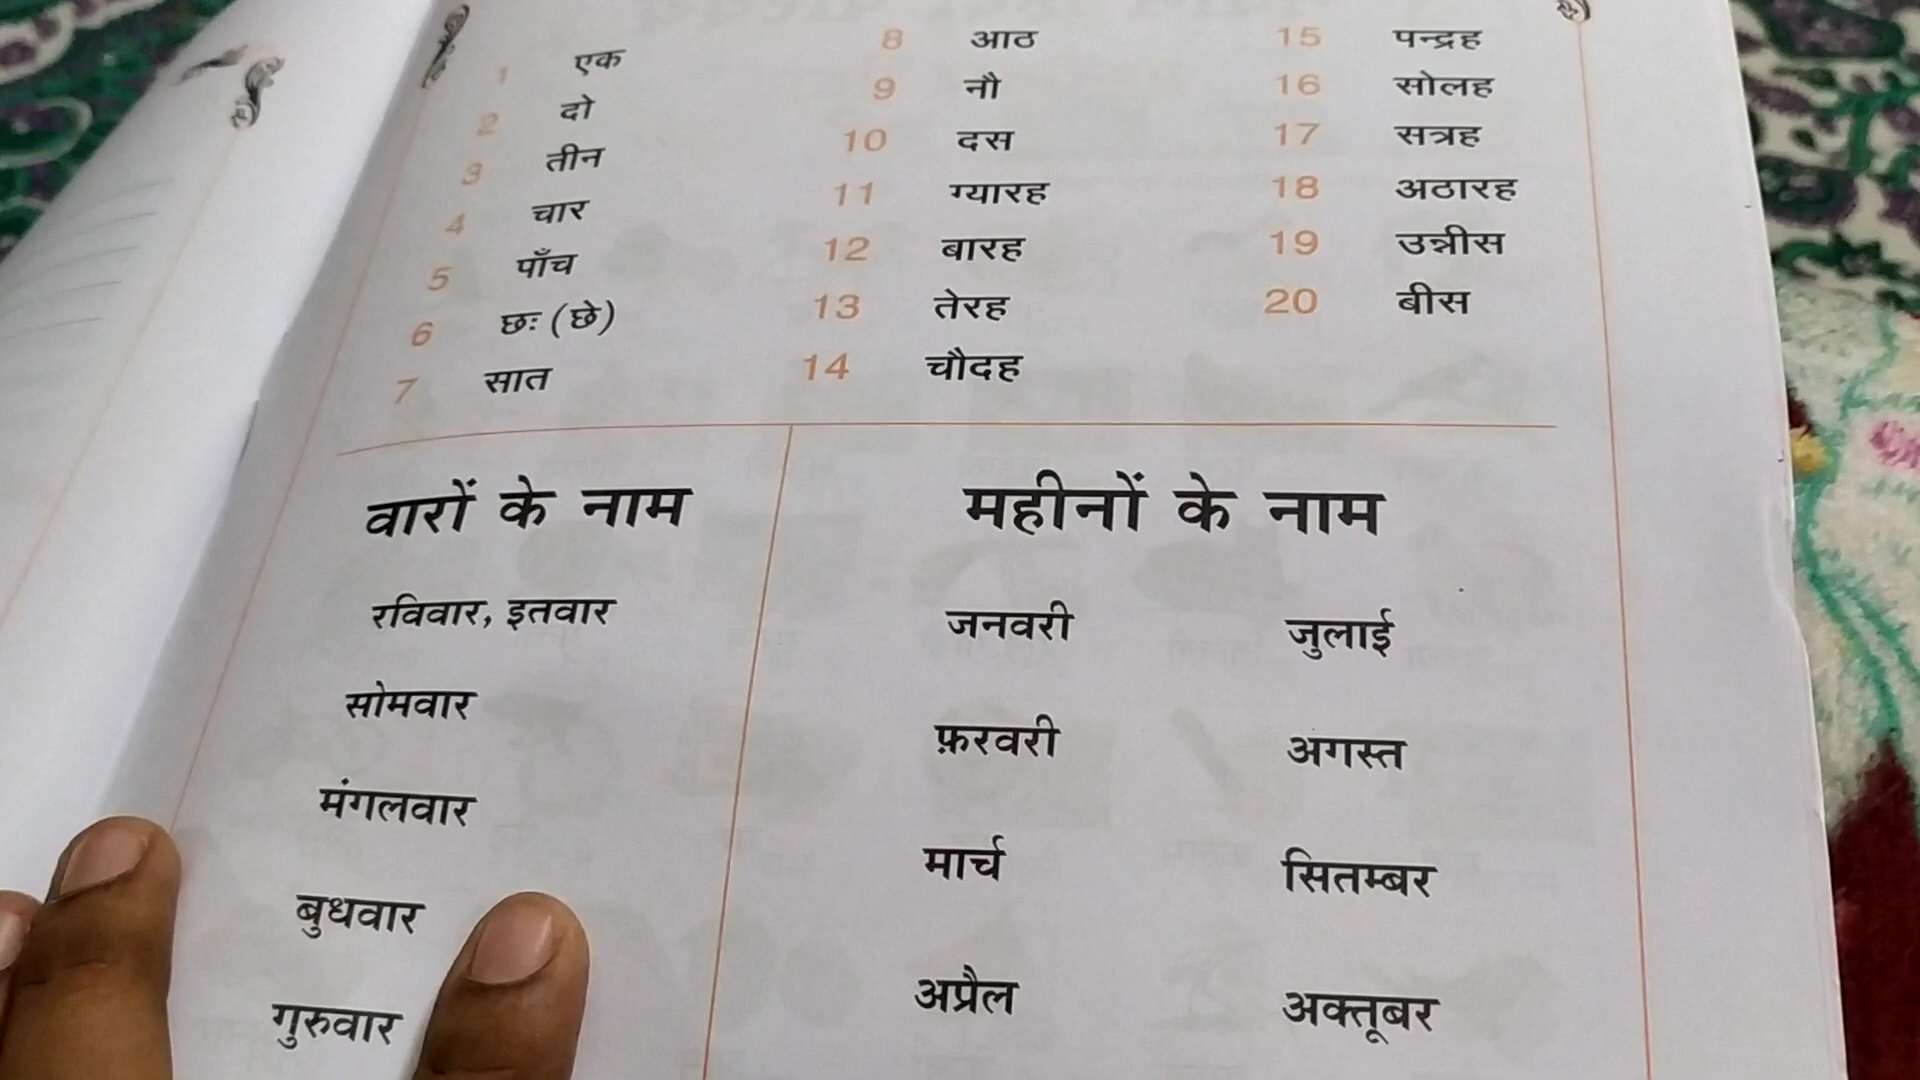 1 एक
2 दो
3 तीन
4 चार
5 पाँच
6 छः (छे)
7 सात
8 आठ
9 नौ
10 दस
11 ग्यारह
12 बारह
13 तेरह
14 चौदह
15 पन्द्रह
16 सोलह
17 सत्रह
18 अठारह
19 उन्नीस
20 बीस
वारों के नाम
रविवार, इतवार
सोमवार
मंगलवार
बुधवार
गुरुवार
महीनों के नाम
जनवरी जुलाई
फ़रवरी अगस्त
मार्च सितम्बर
अप्रैल अक्तूबर